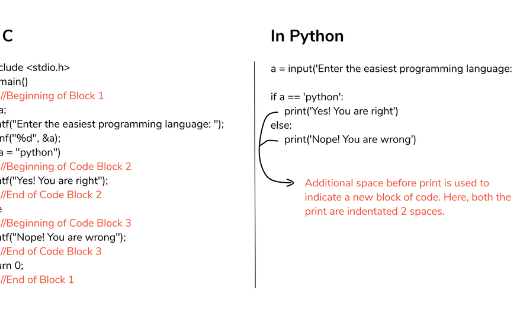 C
clude <stdio.h>
main()
//Beginning of Block 1
a;
ntf("Enter the easiest programming language: ");
nf("%d", &a);
a = "python")
//Beginning of Code Block 2
ntf("Yes! You are right");
//End of Code Block 2
e
//Beginning of Code Block 3
ntf("Nope! You are wrong");
//End of Code Block 3
urn 0;
//End of Block 1
In Python
a = input('Enter the easiest programming language:
if a == 'python':
print('Yes! You are right')
else:
print('Nope! You are wrong')
Additional space before print is used to
indicate a new block of code. Here, both the
print are indentated 2 spaces.